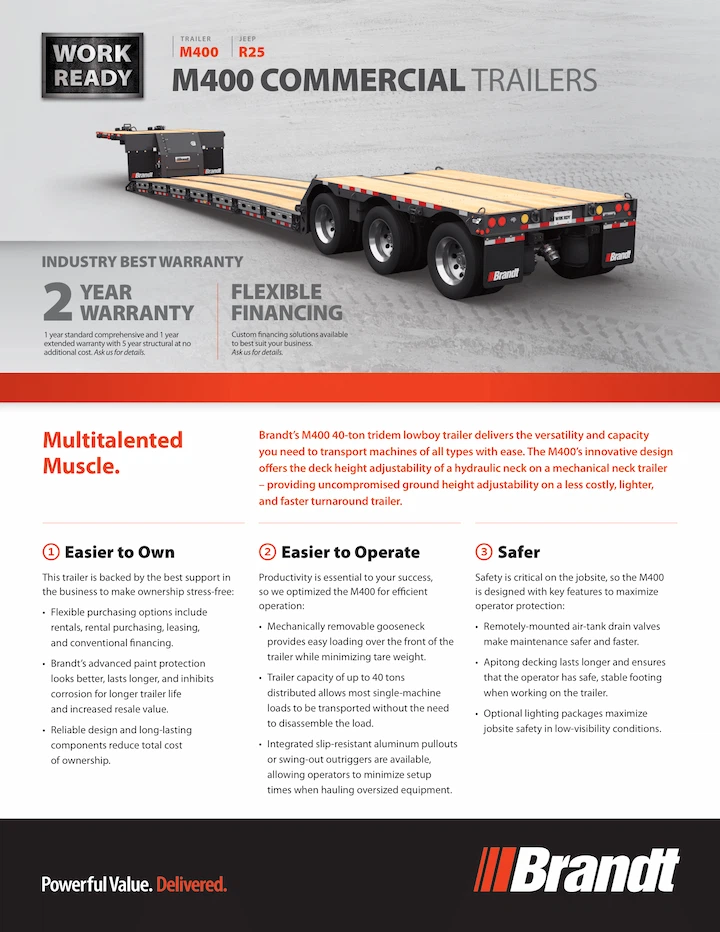 WORK
READY
TRAILER
M400
JEEP
R25
M400 COMMERCIAL TRAILERS
Brandt
Brandt
Brandt
INDUSTRY BEST WARRANTY
2 YEAR
WARRANTY
1 year standard comprehensive and 1 year
extended warranty with 5 year structural at no
additional cost. Ask us for details.
FLEXIBLE
FINANCING
Custom financing solutions available
to best suit your business.
Ask us for details.
Multitalented
Muscle.
Brandt's M400 40-ton tridem lowboy trailer delivers the versatility and capacity
you need to transport machines of all types with ease. The M400's innovative design
offers the deck height adjustability of a hydraulic neck on a mechanical neck trailer
– providing uncompromised ground height adjustability on a less costly, lighter,
and faster turnaround trailer.
1 Easier to Own
This trailer is backed by the best support in
the business to make ownership stress-free:
• Flexible purchasing options include
rentals, rental purchasing, leasing,
and conventional financing.
• Brandt's advanced paint protection
looks better, lasts longer, and inhibits
corrosion for longer trailer life
and increased resale value.
• Reliable design and long-lasting
components reduce total cost
of ownership.
2 Easier to Operate
Productivity is essential to your success,
so we optimized the M400 for efficient
operation:
• Mechanically removable gooseneck
provides easy loading over the front of the
trailer while minimizing tare weight.
• Trailer capacity of up to 40 tons
distributed allows most single-machine
loads to be transported without the need
to disassemble the load.
• Integrated slip-resistant aluminum pullouts
or swing-out outriggers are available,
allowing operators to minimize setup
times when hauling oversized equipment.
3 Safer
Safety is critical on the jobsite, so the M400
is designed with key features to maximize
operator protection:
• Remotely-mounted air-tank drain valves
make maintenance safer and faster.
• Apitong decking lasts longer and ensures
that the operator has safe, stable footing
when working on the trailer.
• Optional lighting packages maximize
jobsite safety in low-visibility conditions.
Powerful Value. Delivered.
Brandt